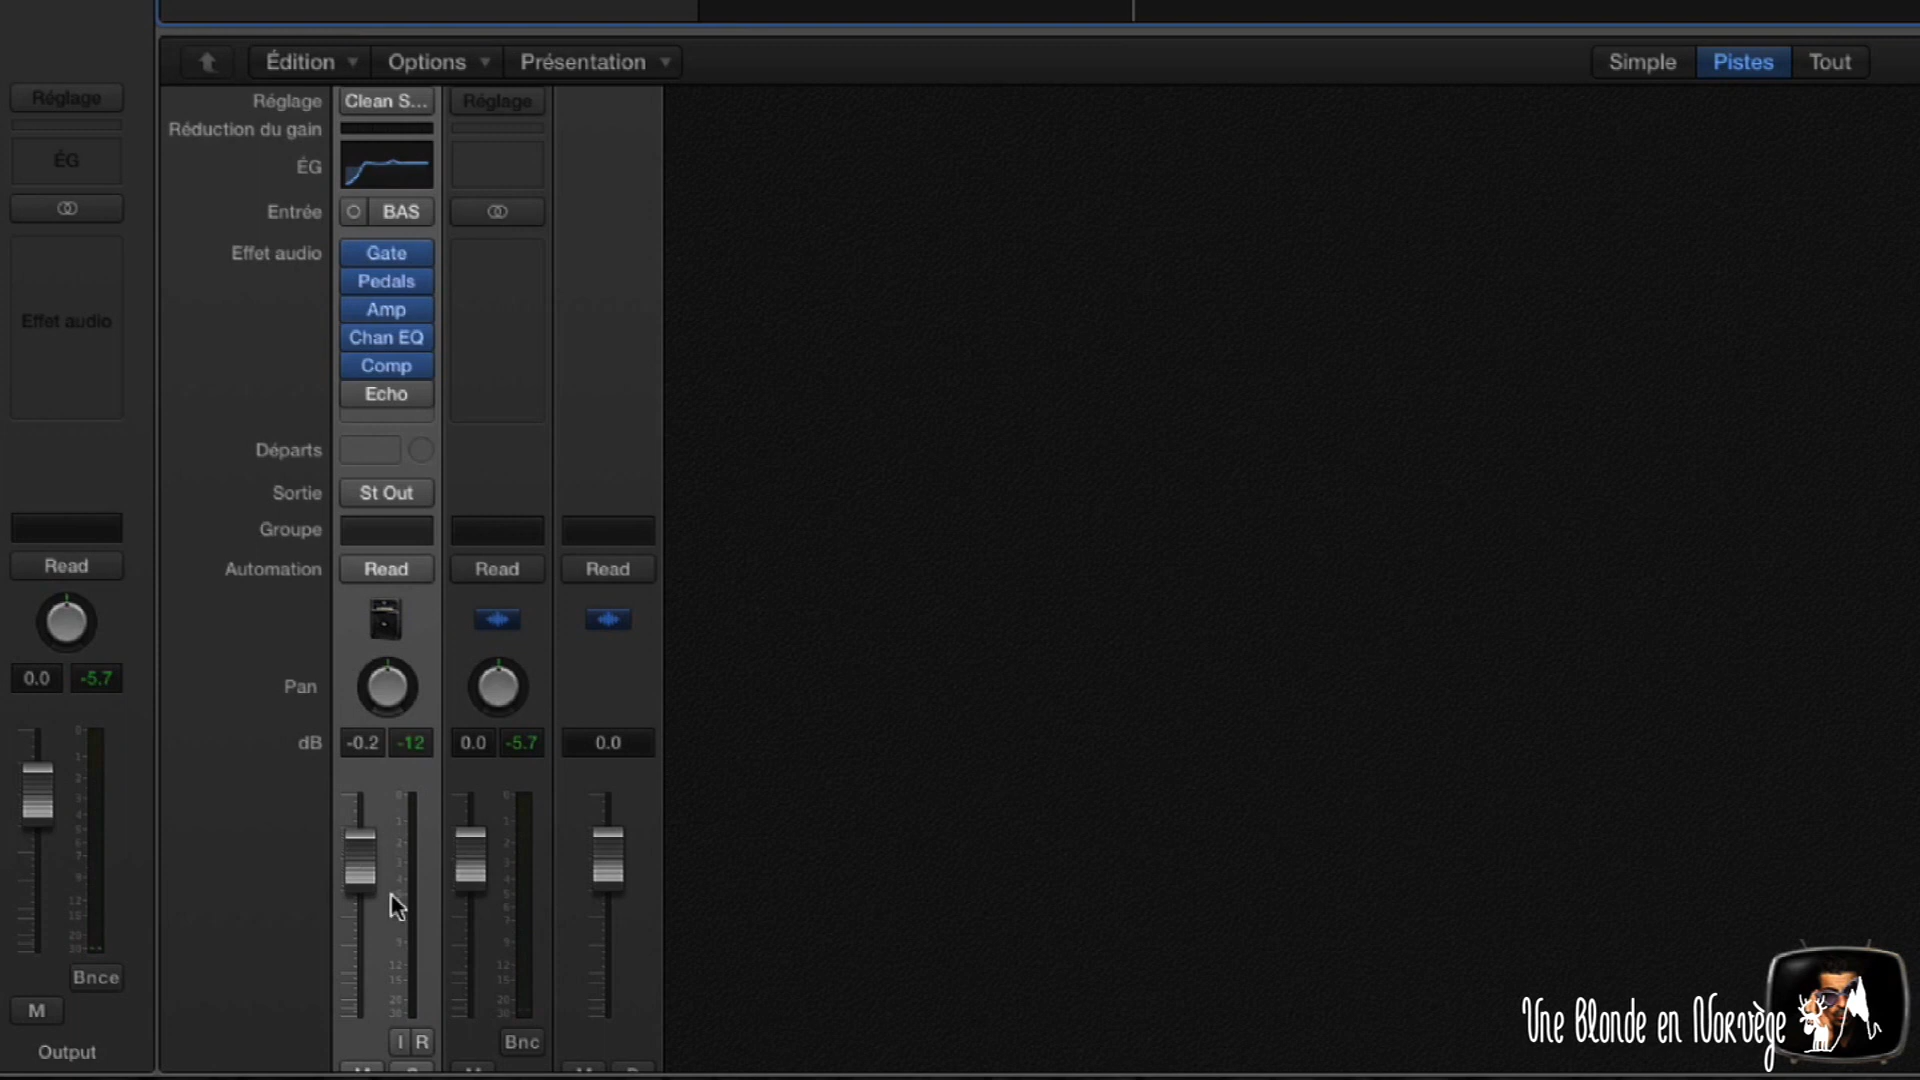 Édition Options Présentation Simple Pistes Tout
Réglage Réglage Clean S... Réglage
Réduction du gain
ÉG ÉG
Entrée BAS
Effet audio Gate
Pedals
Amp
Effet audio Chan EQ
Comp
Echo
Départs
Sortie St Out
Groupe
Read Automation Read Read Read
0.0 -5.7 Pan
dB -0.2 -12 0.0 -5.7 0.0
Bnce
M
I R Bnc
Output
Une Blonde en Norvège